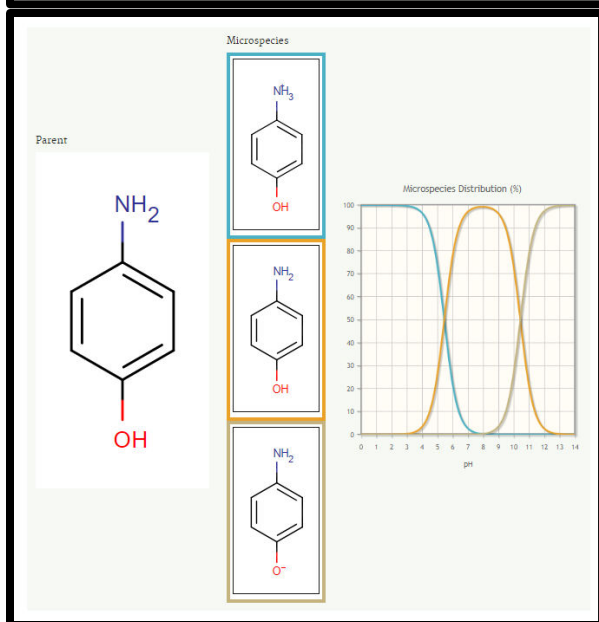 Microspecies
Parent
NH2
OH
NH3+
OH
NH2
OH
NH2
O−
Microspecies Distribution (%)
100
90
80
70
60
50
40
30
20
10
0
0 1 2 3 4 5 6 7 8 9 10 11 12 13 14
pH